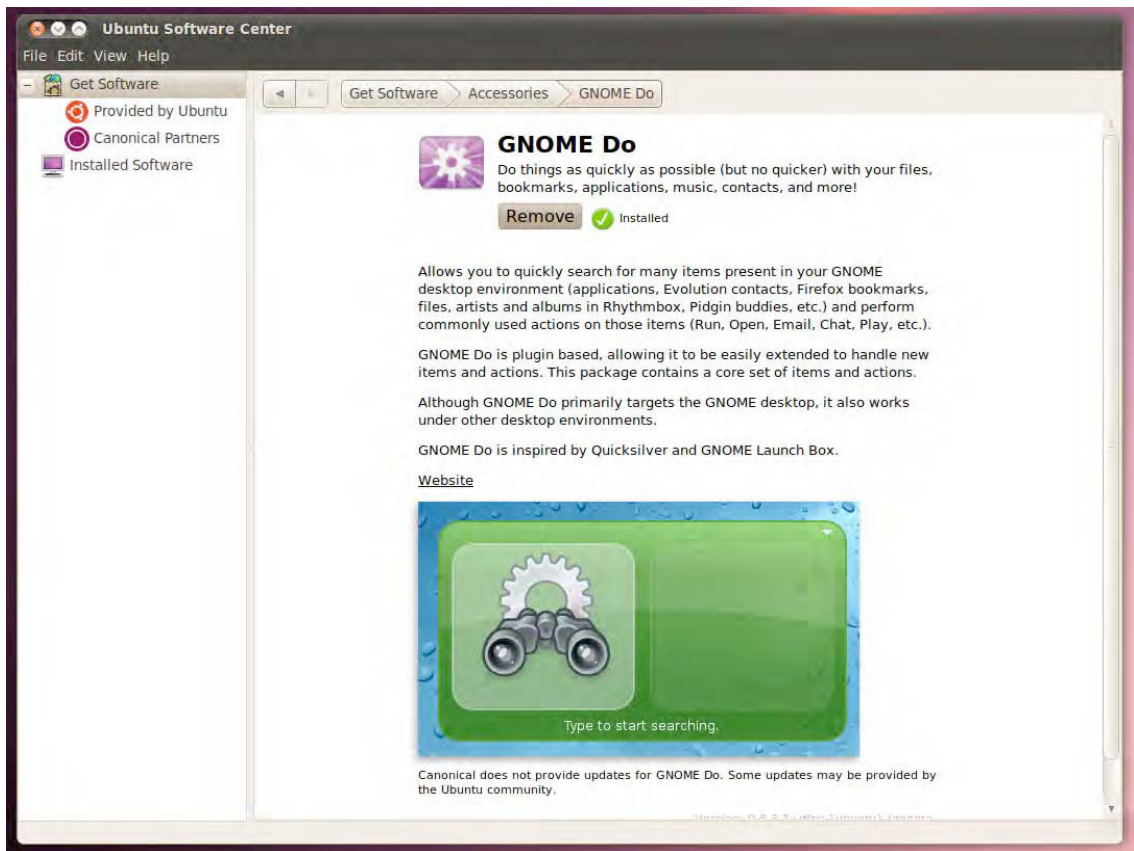 Ubuntu Software Center
File Edit View Help
Get Software
Provided by Ubuntu
Canonical Partners
Installed Software
Get Software
Accessories
GNOME Do
GNOME Do
Do things as quickly as possible (but no quicker) with your files,
bookmarks, applications, music, contacts, and more!
Remove
Installed
Allows you to quickly search for many items present in your GNOME
desktop environment (applications, Evolution contacts, Firefox bookmarks,
files, artists and albums in Rhythmbox, Pidgin buddies, etc.) and perform
commonly used actions on those items (Run, Open, Email, Chat, Play, etc.).
GNOME Do is plugin based, allowing it to be easily extended to handle new
items and actions. This package contains a core set of items and actions.
Although GNOME Do primarily targets the GNOME desktop, it also works
under other desktop environments.
GNOME Do is inspired by Quicksilver and GNOME Launch Box.
Website
Type to start searching.
Canonical does not provide updates for GNOME Do. Some updates may be provided by
the Ubuntu community.